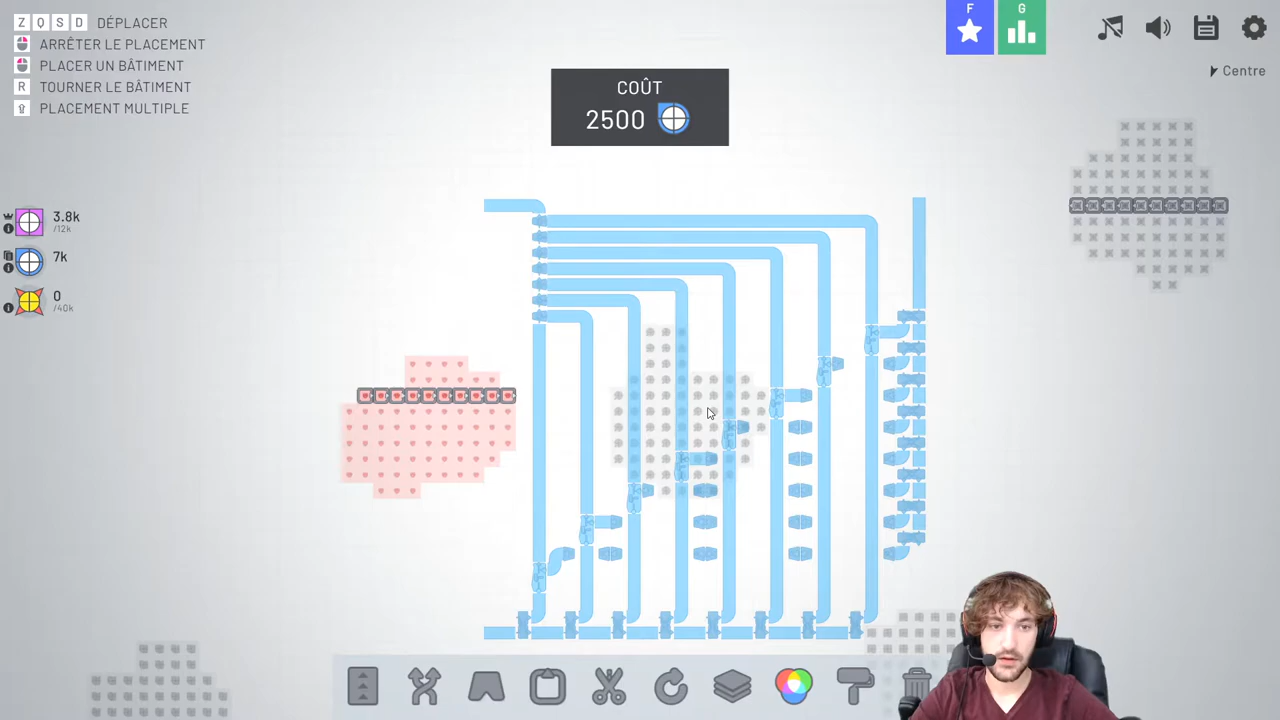 Z Q S D DÉPLACER
ARRÊTER LE PLACEMENT
PLACER UN BÂTIMENT
R TOURNER LE BÂTIMENT
⇧ PLACEMENT MULTIPLE
COÛT
2500
F
G
Centre
3.8k
/12k
7k
0
/40k